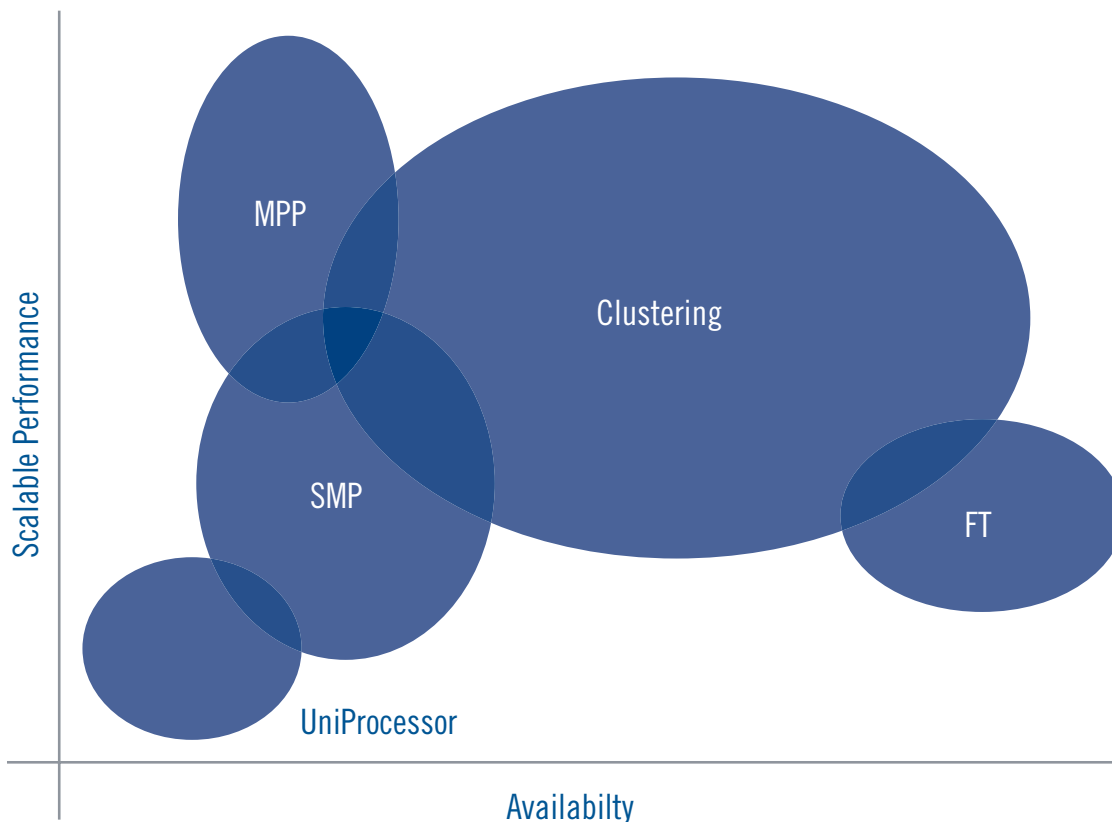 MPP
Clustering
Scalable Performance
SMP
FT
UniProcessor
Availabilty